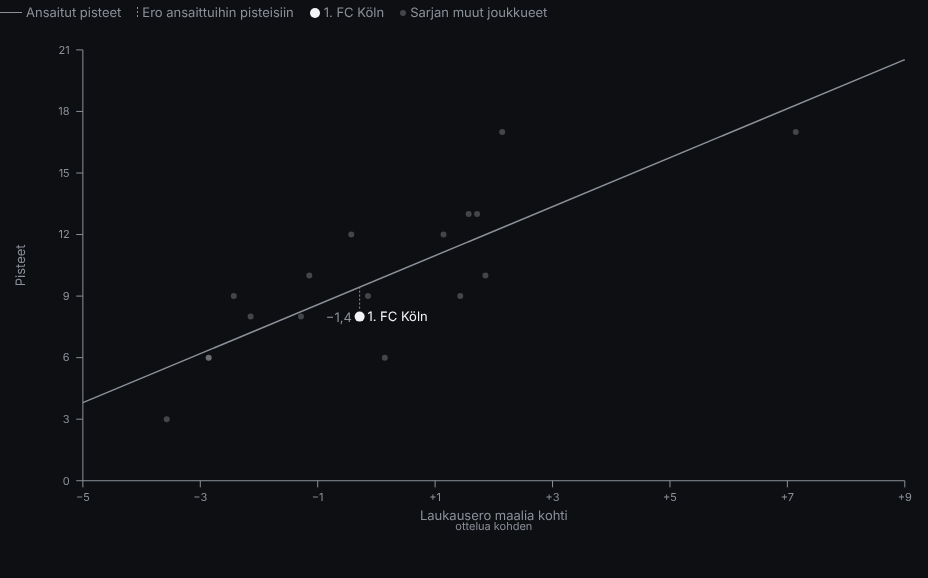 Ansaitut pisteet
Ero ansaittuihin pisteisiin
1. FC Köln
Sarjan muut joukkueet
21
18
15
12
9
6
3
0
Pisteet
−1,4
1. FC Köln
−5
−3
−1
+1
+3
+5
+7
+9
Laukausero maalia kohti
ottelua kohden